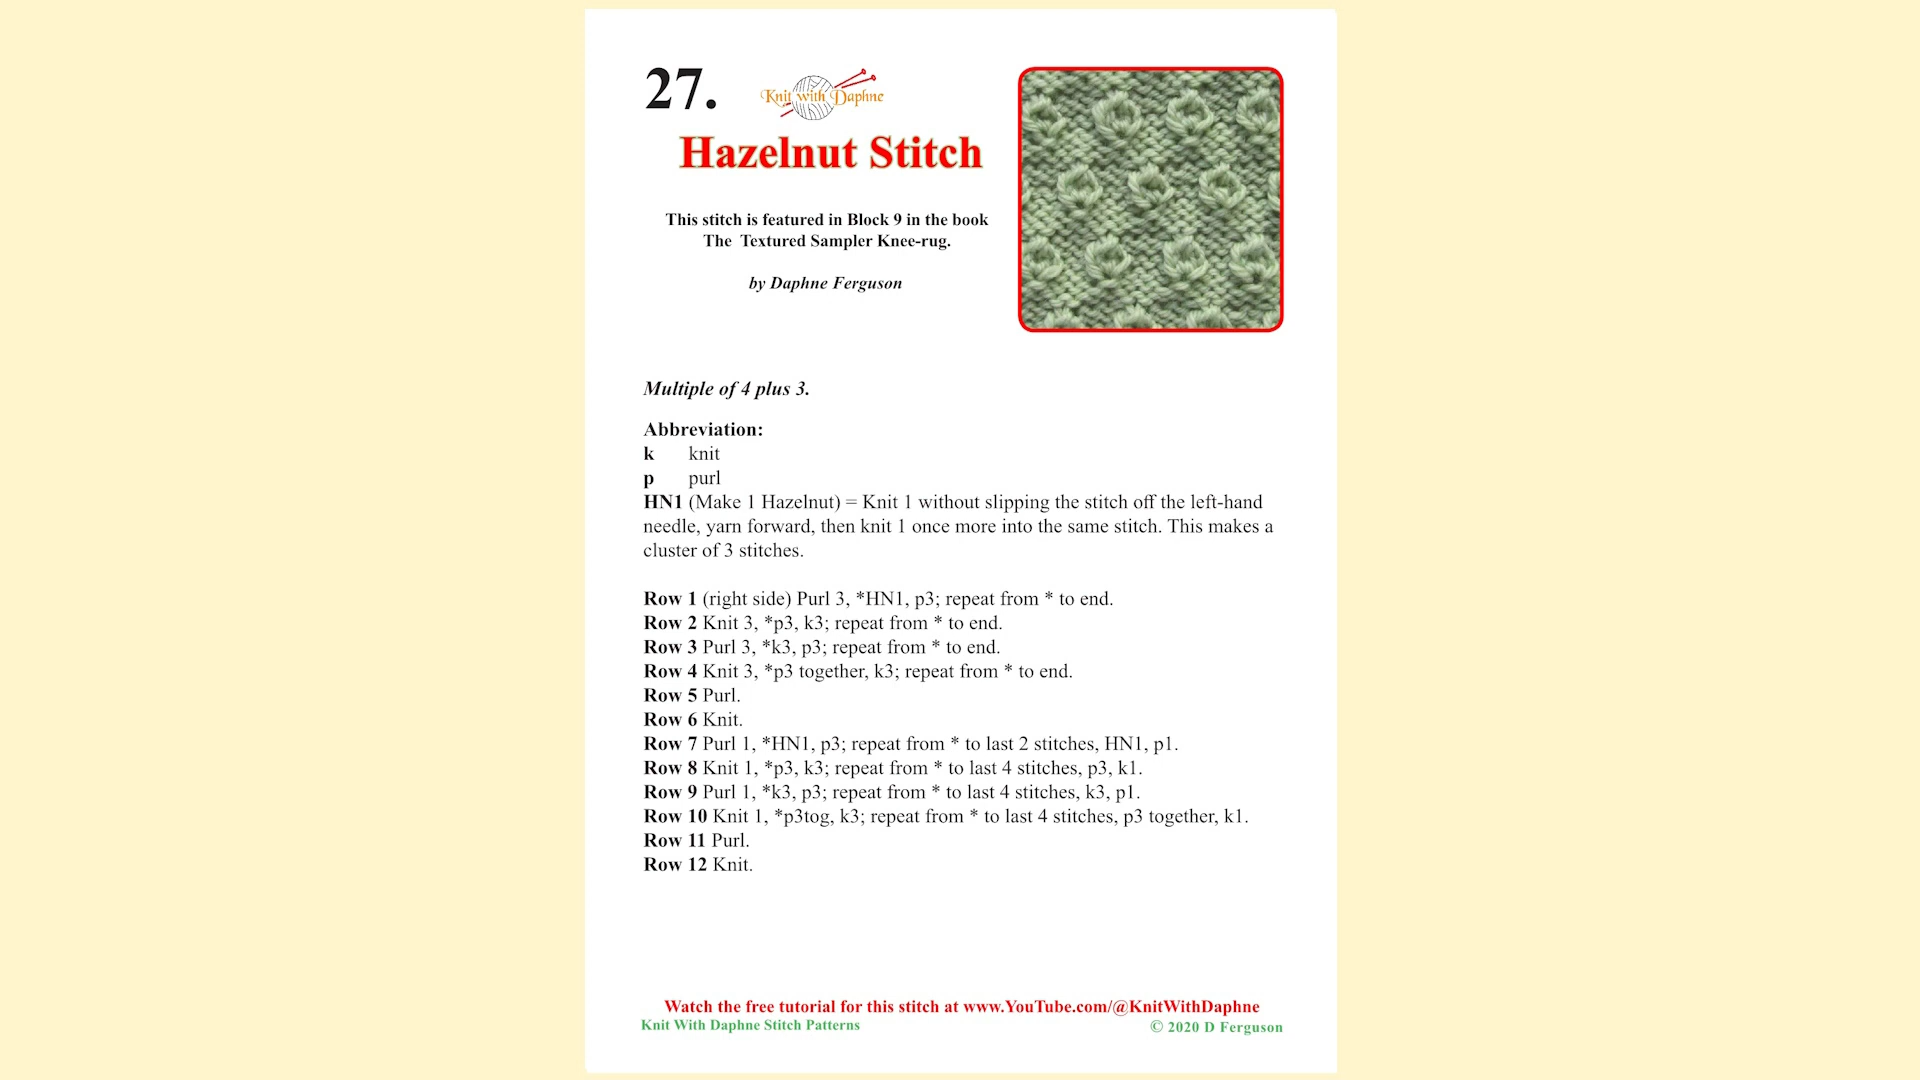 27.
Knit with Daphne
Hazelnut Stitch
This stitch is featured in Block 9 in the book
The Textured Sampler Knee-rug.
by Daphne Ferguson
Multiple of 4 plus 3.
Abbreviation:
k knit
p purl
HN1 (Make 1 Hazelnut) = Knit 1 without slipping the stitch off the left-hand
needle, yarn forward, then knit 1 once more into the same stitch. This makes a
cluster of 3 stitches.
Row 1 (right side) Purl 3, *HN1, p3; repeat from * to end.
Row 2 Knit 3, *p3, k3; repeat from * to end.
Row 3 Purl 3, *k3, p3; repeat from * to end.
Row 4 Knit 3, *p3 together, k3; repeat from * to end.
Row 5 Purl.
Row 6 Knit.
Row 7 Purl 1, *HN1, p3; repeat from * to last 2 stitches, HN1, p1.
Row 8 Knit 1, *p3, k3; repeat from * to last 4 stitches, p3, k1.
Row 9 Purl 1, *k3, p3; repeat from * to last 4 stitches, k3, p1.
Row 10 Knit 1, *p3tog, k3; repeat from * to last 4 stitches, p3 together, k1.
Row 11 Purl.
Row 12 Knit.
Watch the free tutorial for this stitch at www.YouTube.com/@KnitWithDaphne
Knit With Daphne Stitch Patterns
© 2020 D Ferguson